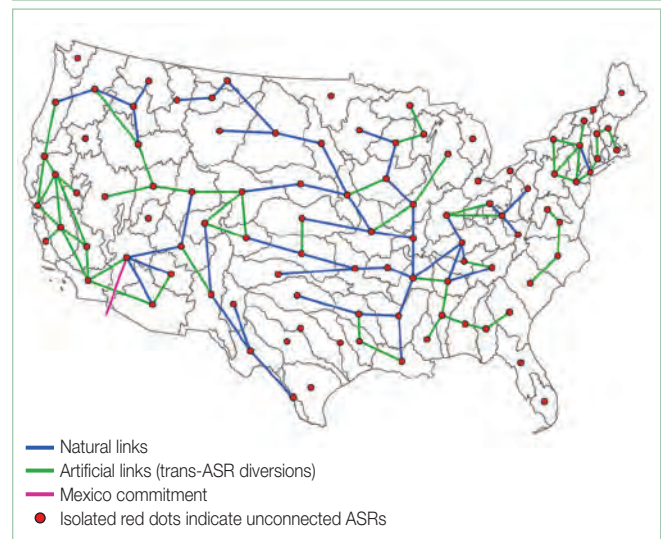 Natural links
Artificial links (trans-ASR diversions)
Mexico commitment
Isolated red dots indicate unconnected ASRs